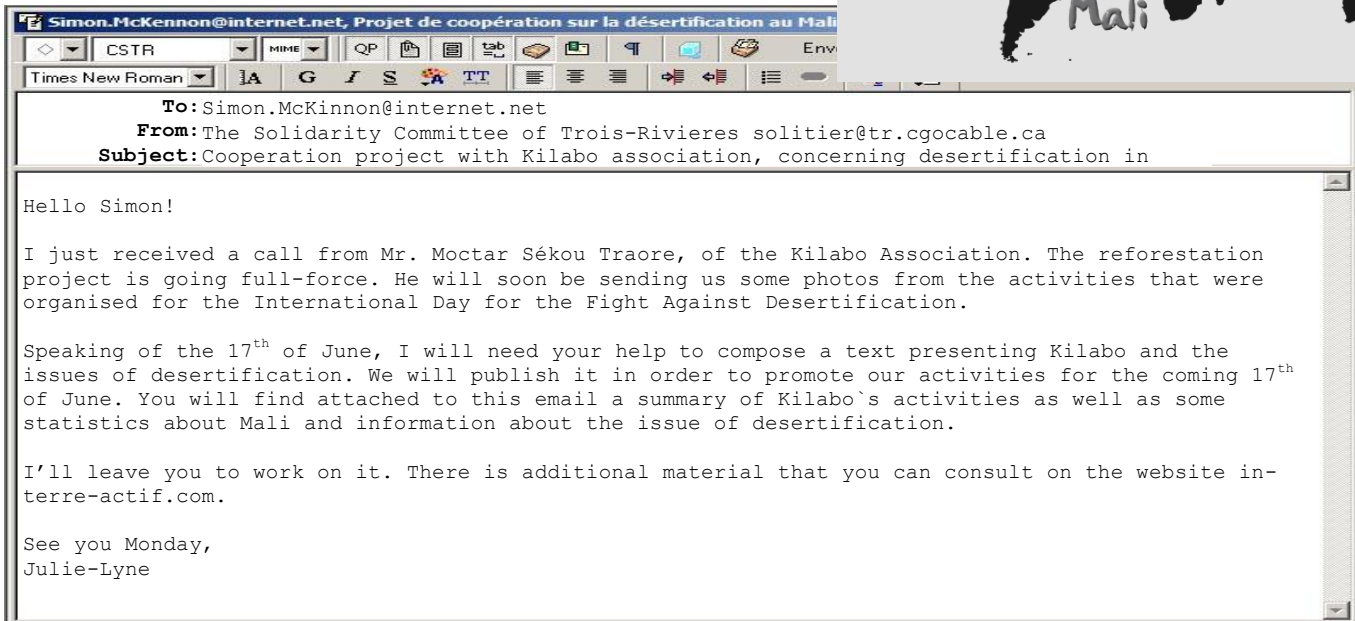 Mali
Simon.McKennon@internet.net, Projet de coopération sur la désertification au Mali
CSTR MIME QP tab ¶ Env
Times New Roman A G I S A TT
To: Simon.McKinnon@internet.net
From: The Solidarity Committee of Trois-Rivieres solitier@tr.cgocable.ca
Subject: Cooperation project with Kilabo association, concerning desertification in
Hello Simon!
I just received a call from Mr. Moctar Sékou Traore, of the Kilabo Association. The reforestation
project is going full-force. He will soon be sending us some photos from the activities that were
organised for the International Day for the Fight Against Desertification.
Speaking of the 17th of June, I will need your help to compose a text presenting Kilabo and the
issues of desertification. We will publish it in order to promote our activities for the coming 17th
of June. You will find attached to this email a summary of Kilabo`s activities as well as some
statistics about Mali and information about the issue of desertification.
I’ll leave you to work on it. There is additional material that you can consult on the website in-
terre-actif.com.
See you Monday,
Julie-Lyne